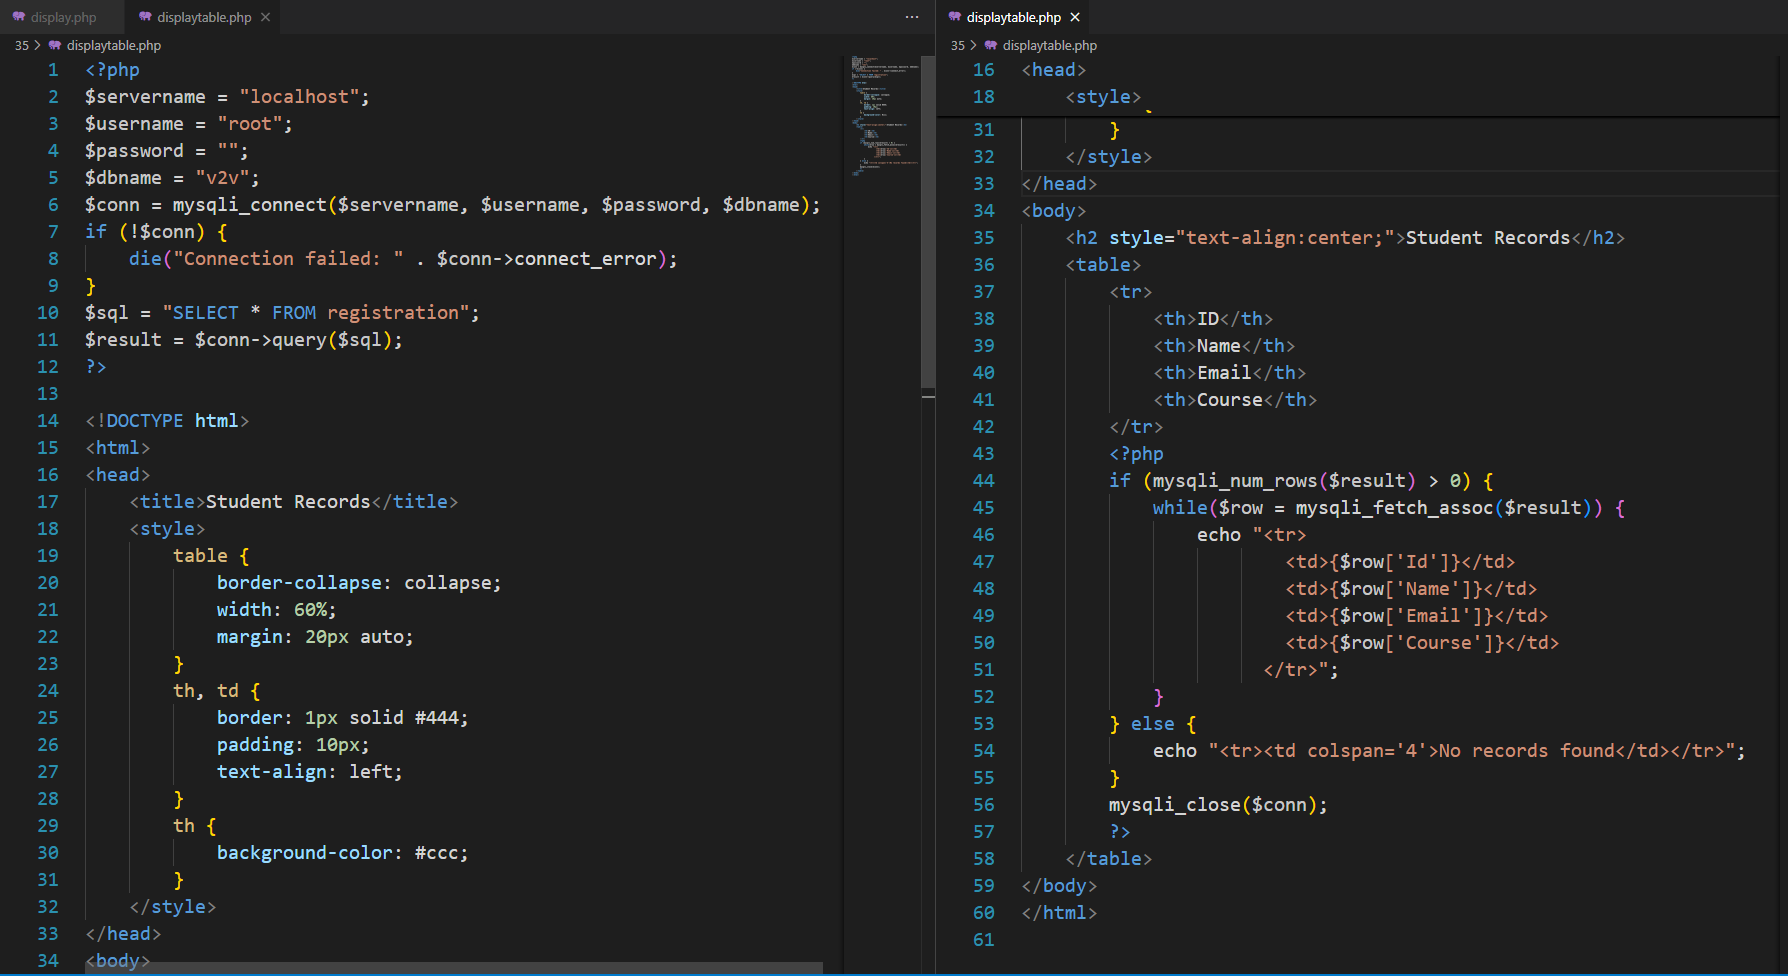 display.php
displaytable.php
35 > displaytable.php
1 <?php
2 $servername = "localhost";
3 $username = "root";
4 $password = "";
5 $dbname = "v2v";
6 $conn = mysqli_connect($servername, $username, $password, $dbname);
7 if (!$conn) {
8     die("Connection failed: " . $conn->connect_error);
9 }
10 $sql = "SELECT * FROM registration";
11 $result = $conn->query($sql);
12 ?>
13
14 <!DOCTYPE html>
15 <html>
16 <head>
17     <title>Student Records</title>
18     <style>
19         table {
20             border-collapse: collapse;
21             width: 60%;
22             margin: 20px auto;
23         }
24         th, td {
25             border: 1px solid #444;
26             padding: 10px;
27             text-align: left;
28         }
29         th {
30             background-color: #ccc;
31         }
32     </style>
33 </head>
34 <body>
displaytable.php
35 > displaytable.php
16 <head>
18     <style>
31         }
32     </style>
33 </head>
34 <body>
35     <h2 style="text-align:center;">Student Records</h2>
36     <table>
37         <tr>
38             <th>ID</th>
39             <th>Name</th>
40             <th>Email</th>
41             <th>Course</th>
42         </tr>
43         <?php
44         if (mysqli_num_rows($result) > 0) {
45             while($row = mysqli_fetch_assoc($result)) {
46                 echo "<tr>
47                         <td>{$row['Id']}</td>
48                         <td>{$row['Name']}</td>
49                         <td>{$row['Email']}</td>
50                         <td>{$row['Course']}</td>
51                       </tr>";
52             }
53         } else {
54             echo "<tr><td colspan='4'>No records found</td></tr>";
55         }
56         mysqli_close($conn);
57         ?>
58     </table>
59 </body>
60 </html>
61